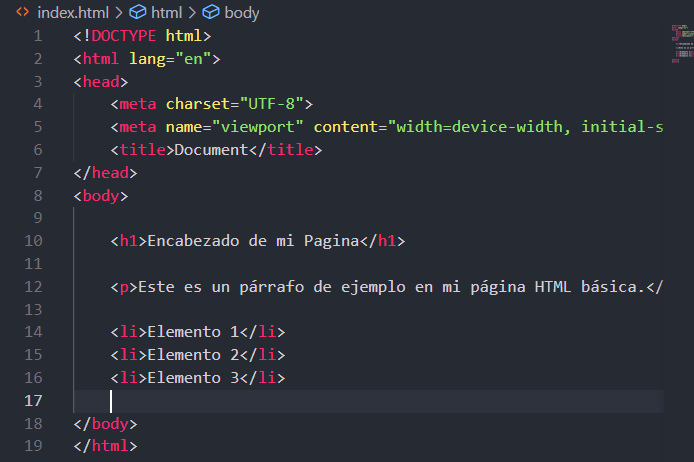 index.html > html > body
1 <!DOCTYPE html>
2 <html lang="en">
3 <head>
4 <meta charset="UTF-8">
5 <meta name="viewport" content="width=device-width, initial-s
6 <title>Document</title>
7 </head>
8 <body>
9
10 <h1>Encabezado de mi Pagina</h1>
11
12 <p>Este es un párrafo de ejemplo en mi página HTML básica.</
13
14 <li>Elemento 1</li>
15 <li>Elemento 2</li>
16 <li>Elemento 3</li>
17
18 </body>
19 </html>